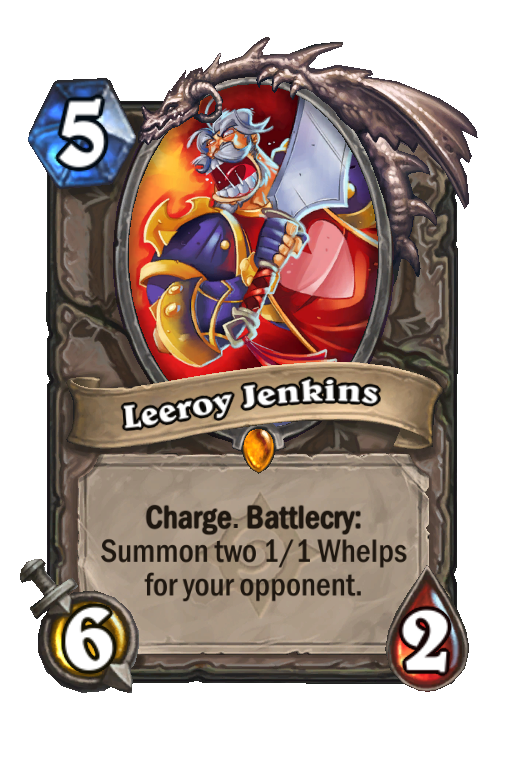 5
Leeroy Jenkins
Charge. Battlecry:
Summon two 1/1 Whelps
for your opponent.
6
2